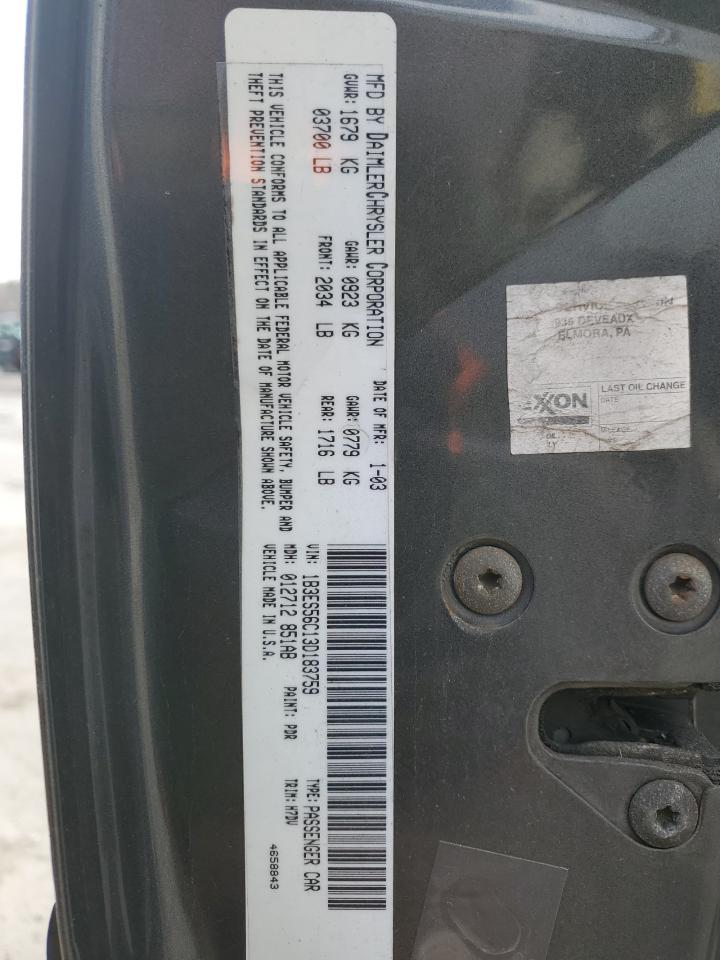 MFD BY DAIMLERCHRYSLER CORPORATION DATE OF MFR: 1-03
GVWR: 1679 KG GAWR: 0923 KG GAWR: 0779 KG
03700 LB FRONT: 2034 LB REAR: 1716 LB
THIS VEHICLE CONFORMS TO ALL APPLICABLE FEDERAL MOTOR VEHICLE SAFETY, BUMPER AND
THEFT PREVENTION STANDARDS IN EFFECT ON THE DATE OF MANUFACTURE SHOWN ABOVE.
VIN: 1B3ES56C13D183759 TYPE: PASSENGER CAR
MDH: 012712 851AB PAINT: PDR TRIM: H7DV
VEHICLE MADE IN U.S.A.
4658843
936 DEVEAUX
ELMORA, PA
EXXON
LAST OIL CHANGE
DATE
MILEAGE